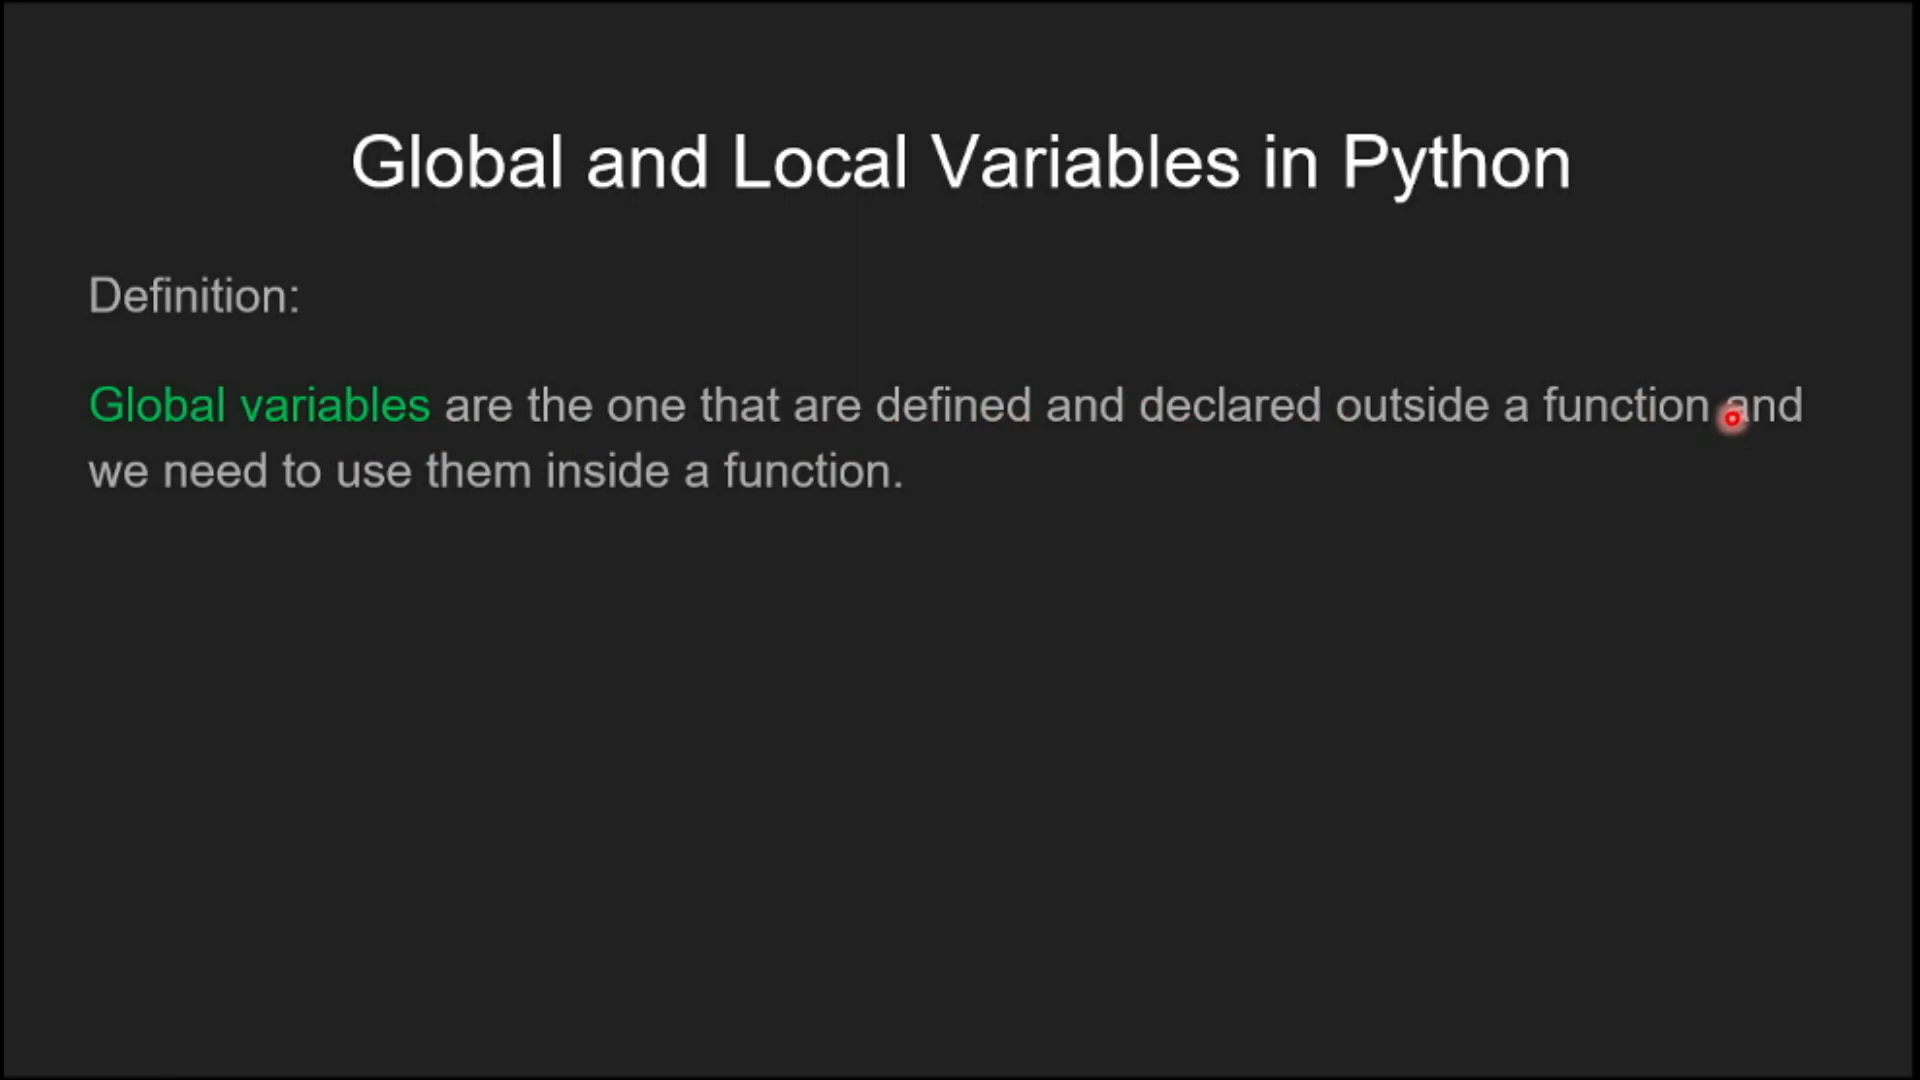 Global and Local Variables in Python
Definition:
Global variables are the one that are defined and declared outside a function and
we need to use them inside a function.